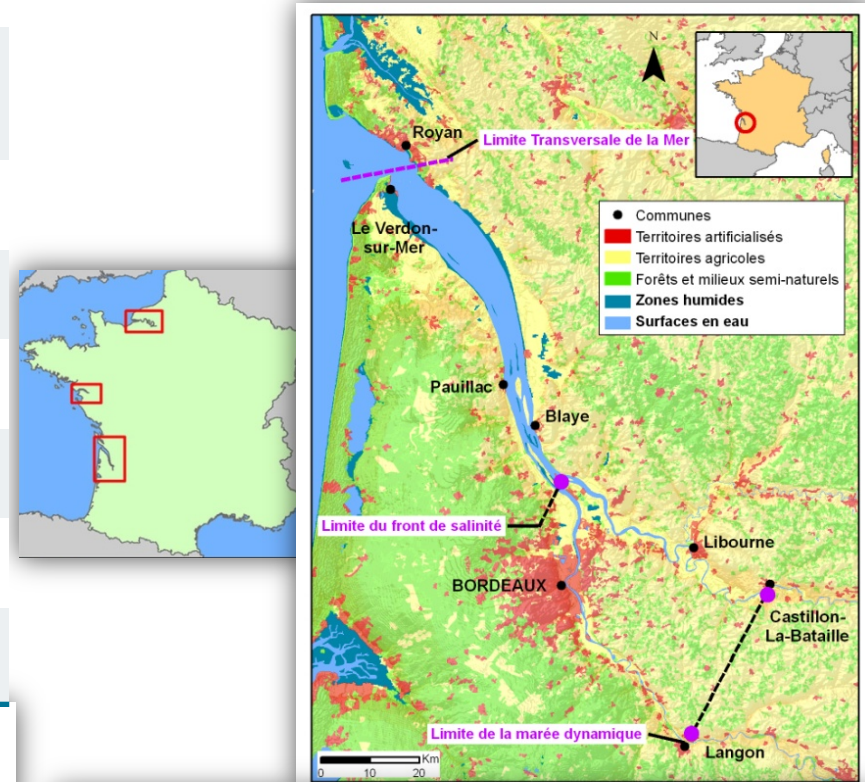 N
Royan
Limite Transversale de la Mer
Le Verdon-
sur-Mer
Communes
Territoires artificialisés
Territoires agricoles
Forêts et milieux semi-naturels
Zones humides
Surfaces en eau
Pauillac
Blaye
Limite du front de salinité
Libourne
BORDEAUX
Castillon-
La-Bataille
Limite de la marée dynamique
Langon
Km
0 10 20